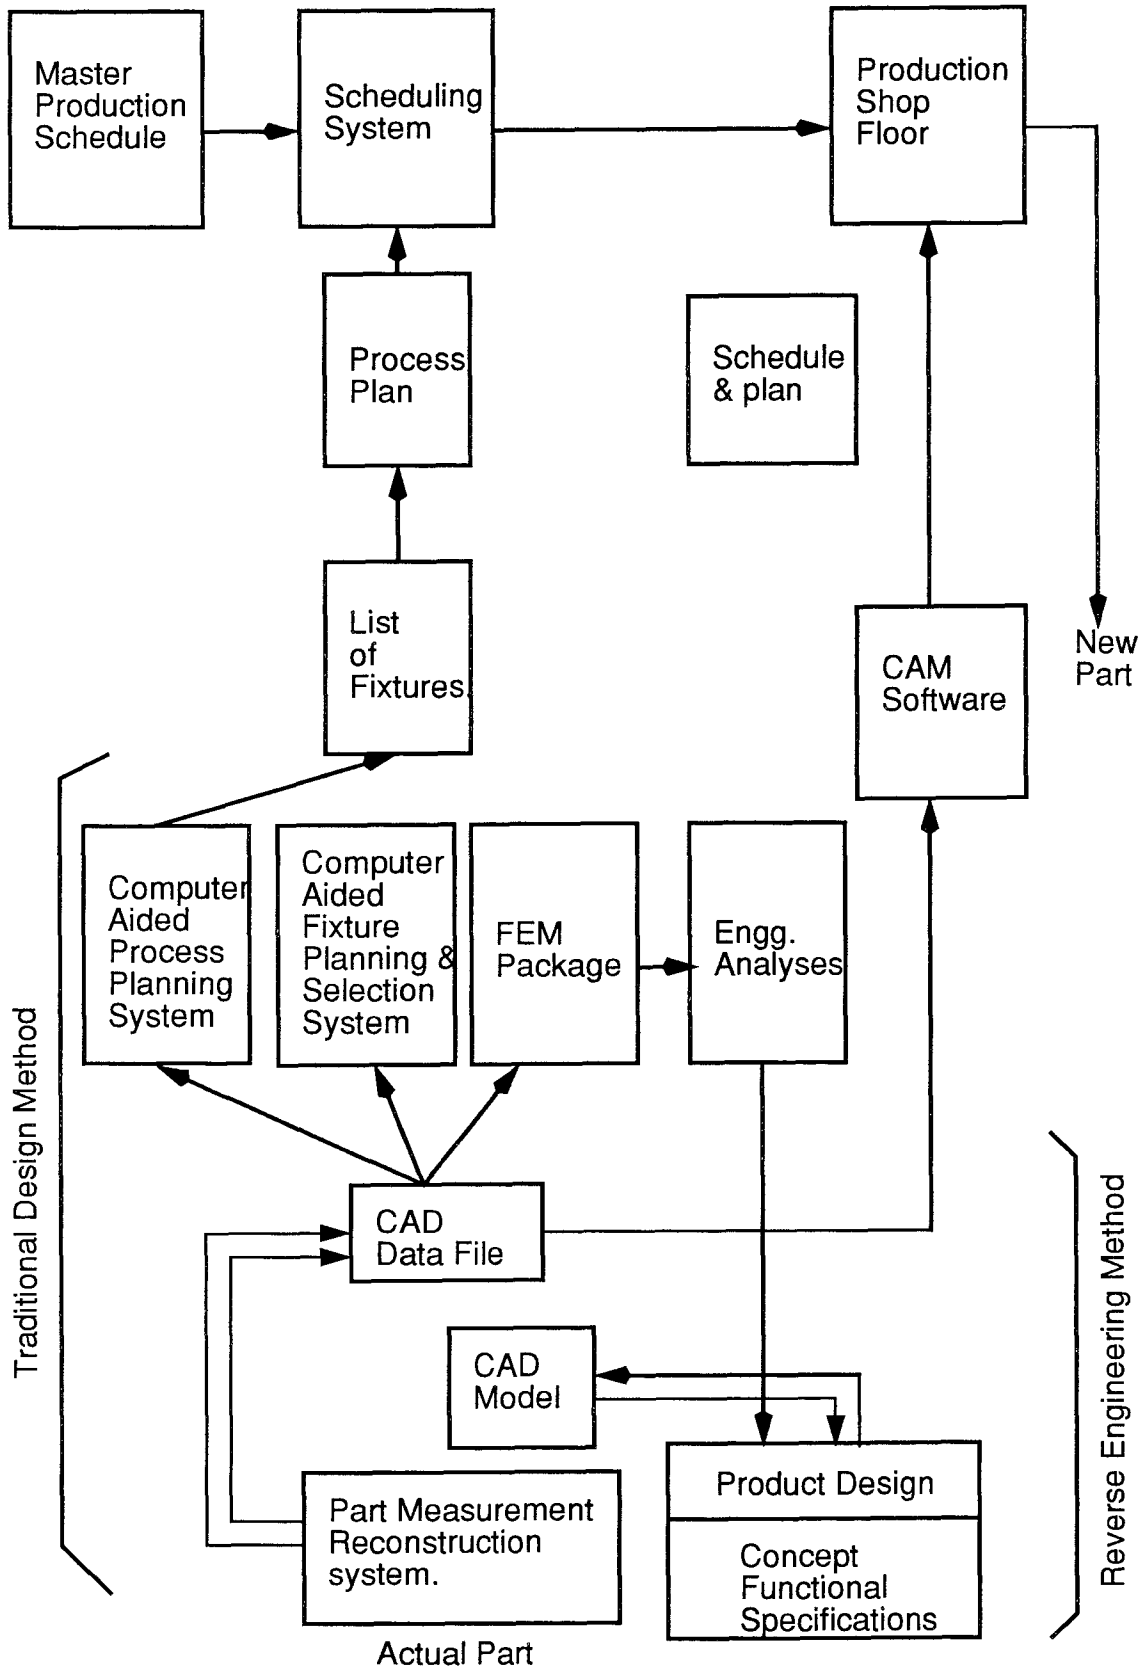 Master
Production
Schedule
Scheduling
System
Production
Shop
Floor
Process
Plan
Schedule
& plan
List
of
Fixtures
New
Part
CAM
Software
Computer
Aided
Process
Planning
System
Computer
Aided
Fixture
Planning &
Selection
System
FEM
Package
Engg.
Analyses
Traditional Design Method
CAD
Data File
CAD
Model
Reverse Engineering Method
Product Design
Part Measurement
Reconstruction
system.
Concept
Functional
Specifications
Actual Part